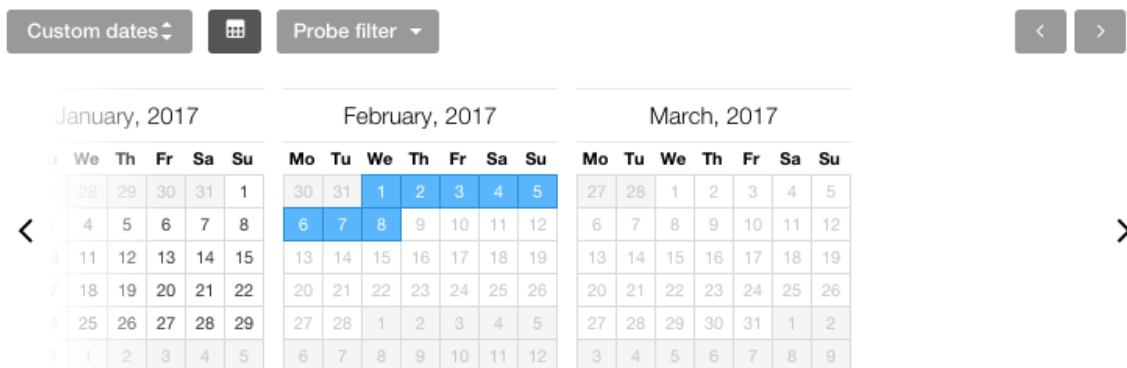 Custom dates Probe filter
January, 2017 February, 2017 March, 2017
We Th Fr Sa Su Mo Tu We Th Fr Sa Su Mo Tu We Th Fr Sa Su
28 29 30 31 1 30 31 1 2 3 4 5 27 28 1 2 3 4 5
4 5 6 7 8 6 7 8 9 10 11 12 6 7 8 9 10 11 12
11 12 13 14 15 13 14 15 16 17 18 19 13 14 15 16 17 18 19
18 19 20 21 22 20 21 22 23 24 25 26 20 21 22 23 24 25 26
25 26 27 28 29 27 28 1 2 3 4 5 27 28 29 30 31 1 2
1 2 3 4 5 6 7 8 9 10 11 12 3 4 5 6 7 8 9